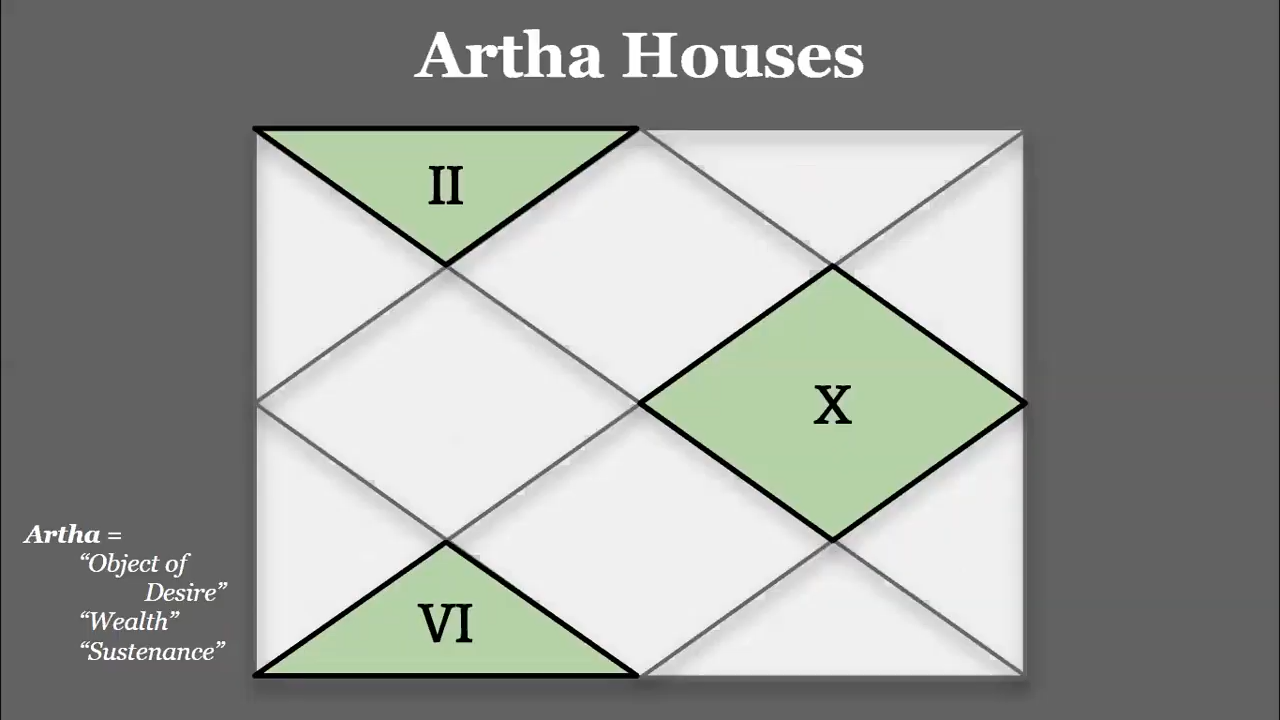 Artha Houses
II
X
VI
Artha =
“Object of
Desire”
“Wealth”
“Sustenance”